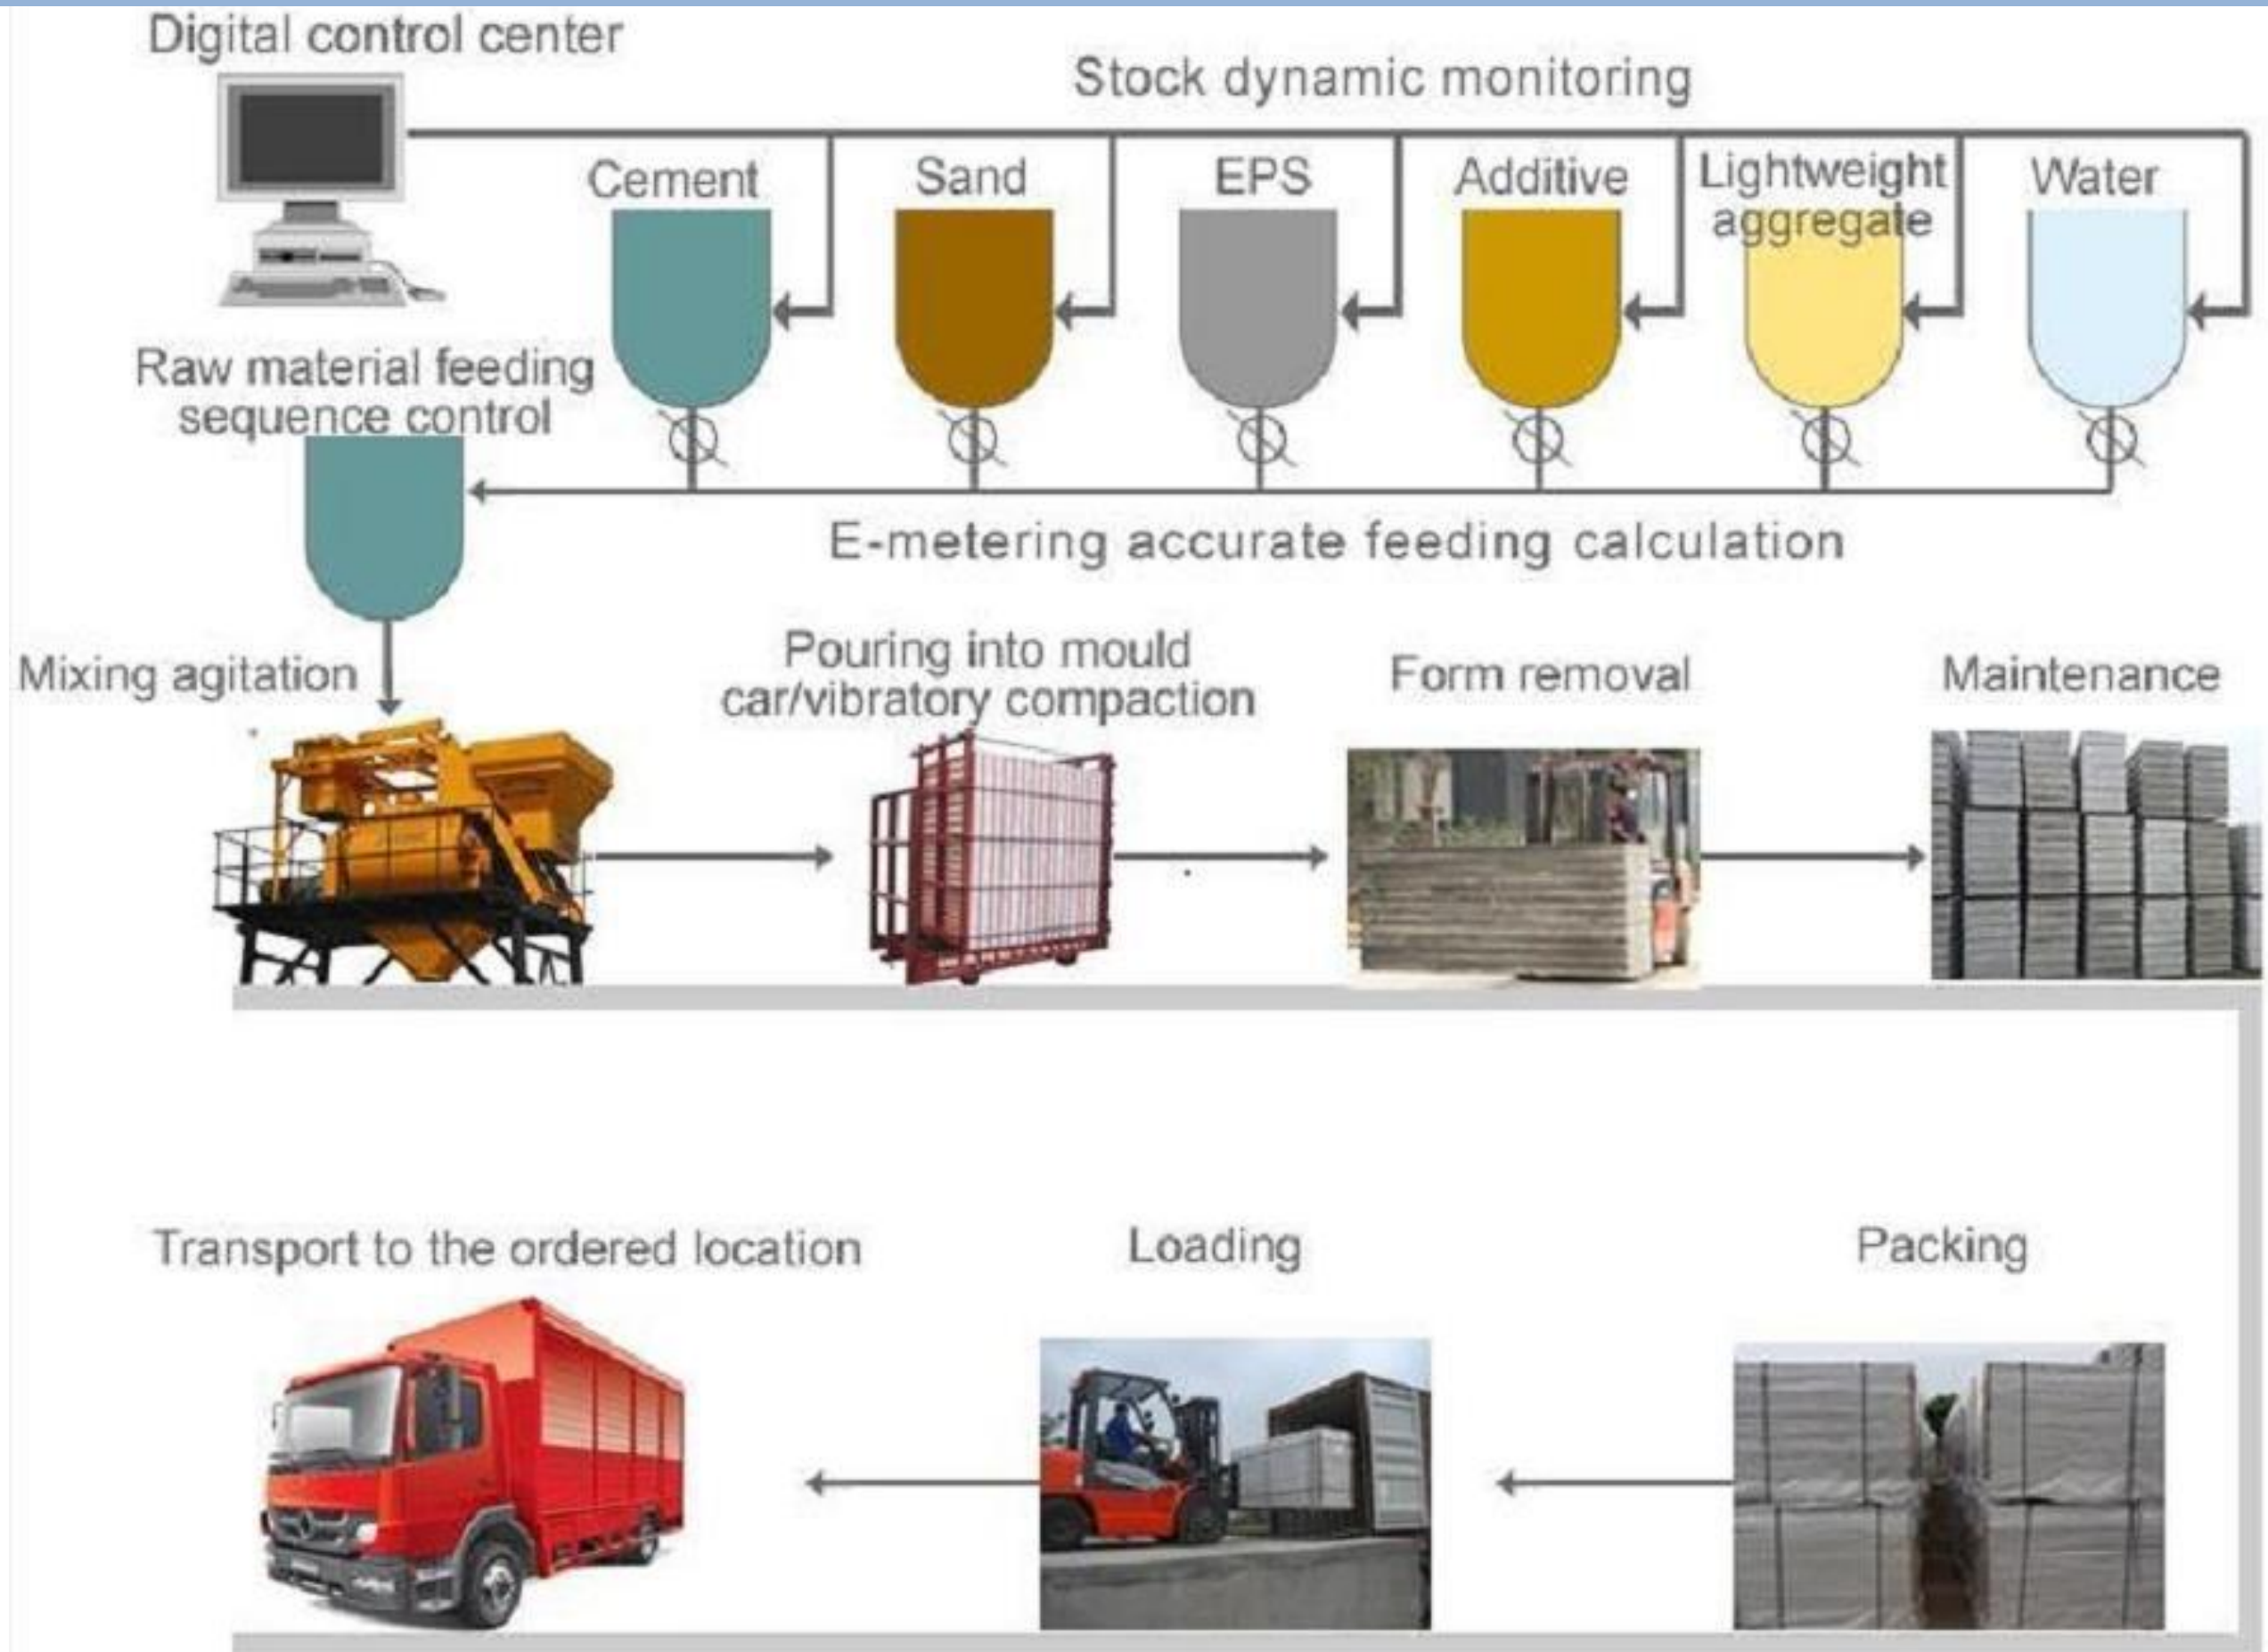 Digital control center
Stock dynamic monitoring
Cement
Sand
EPS
Additive
Lightweight
aggregate
Water
Raw material feeding
sequence control
E-metering accurate feeding calculation
Mixing agitation
Pouring into mould
car/vibratory compaction
Form removal
Maintenance
Transport to the ordered location
Loading
Packing